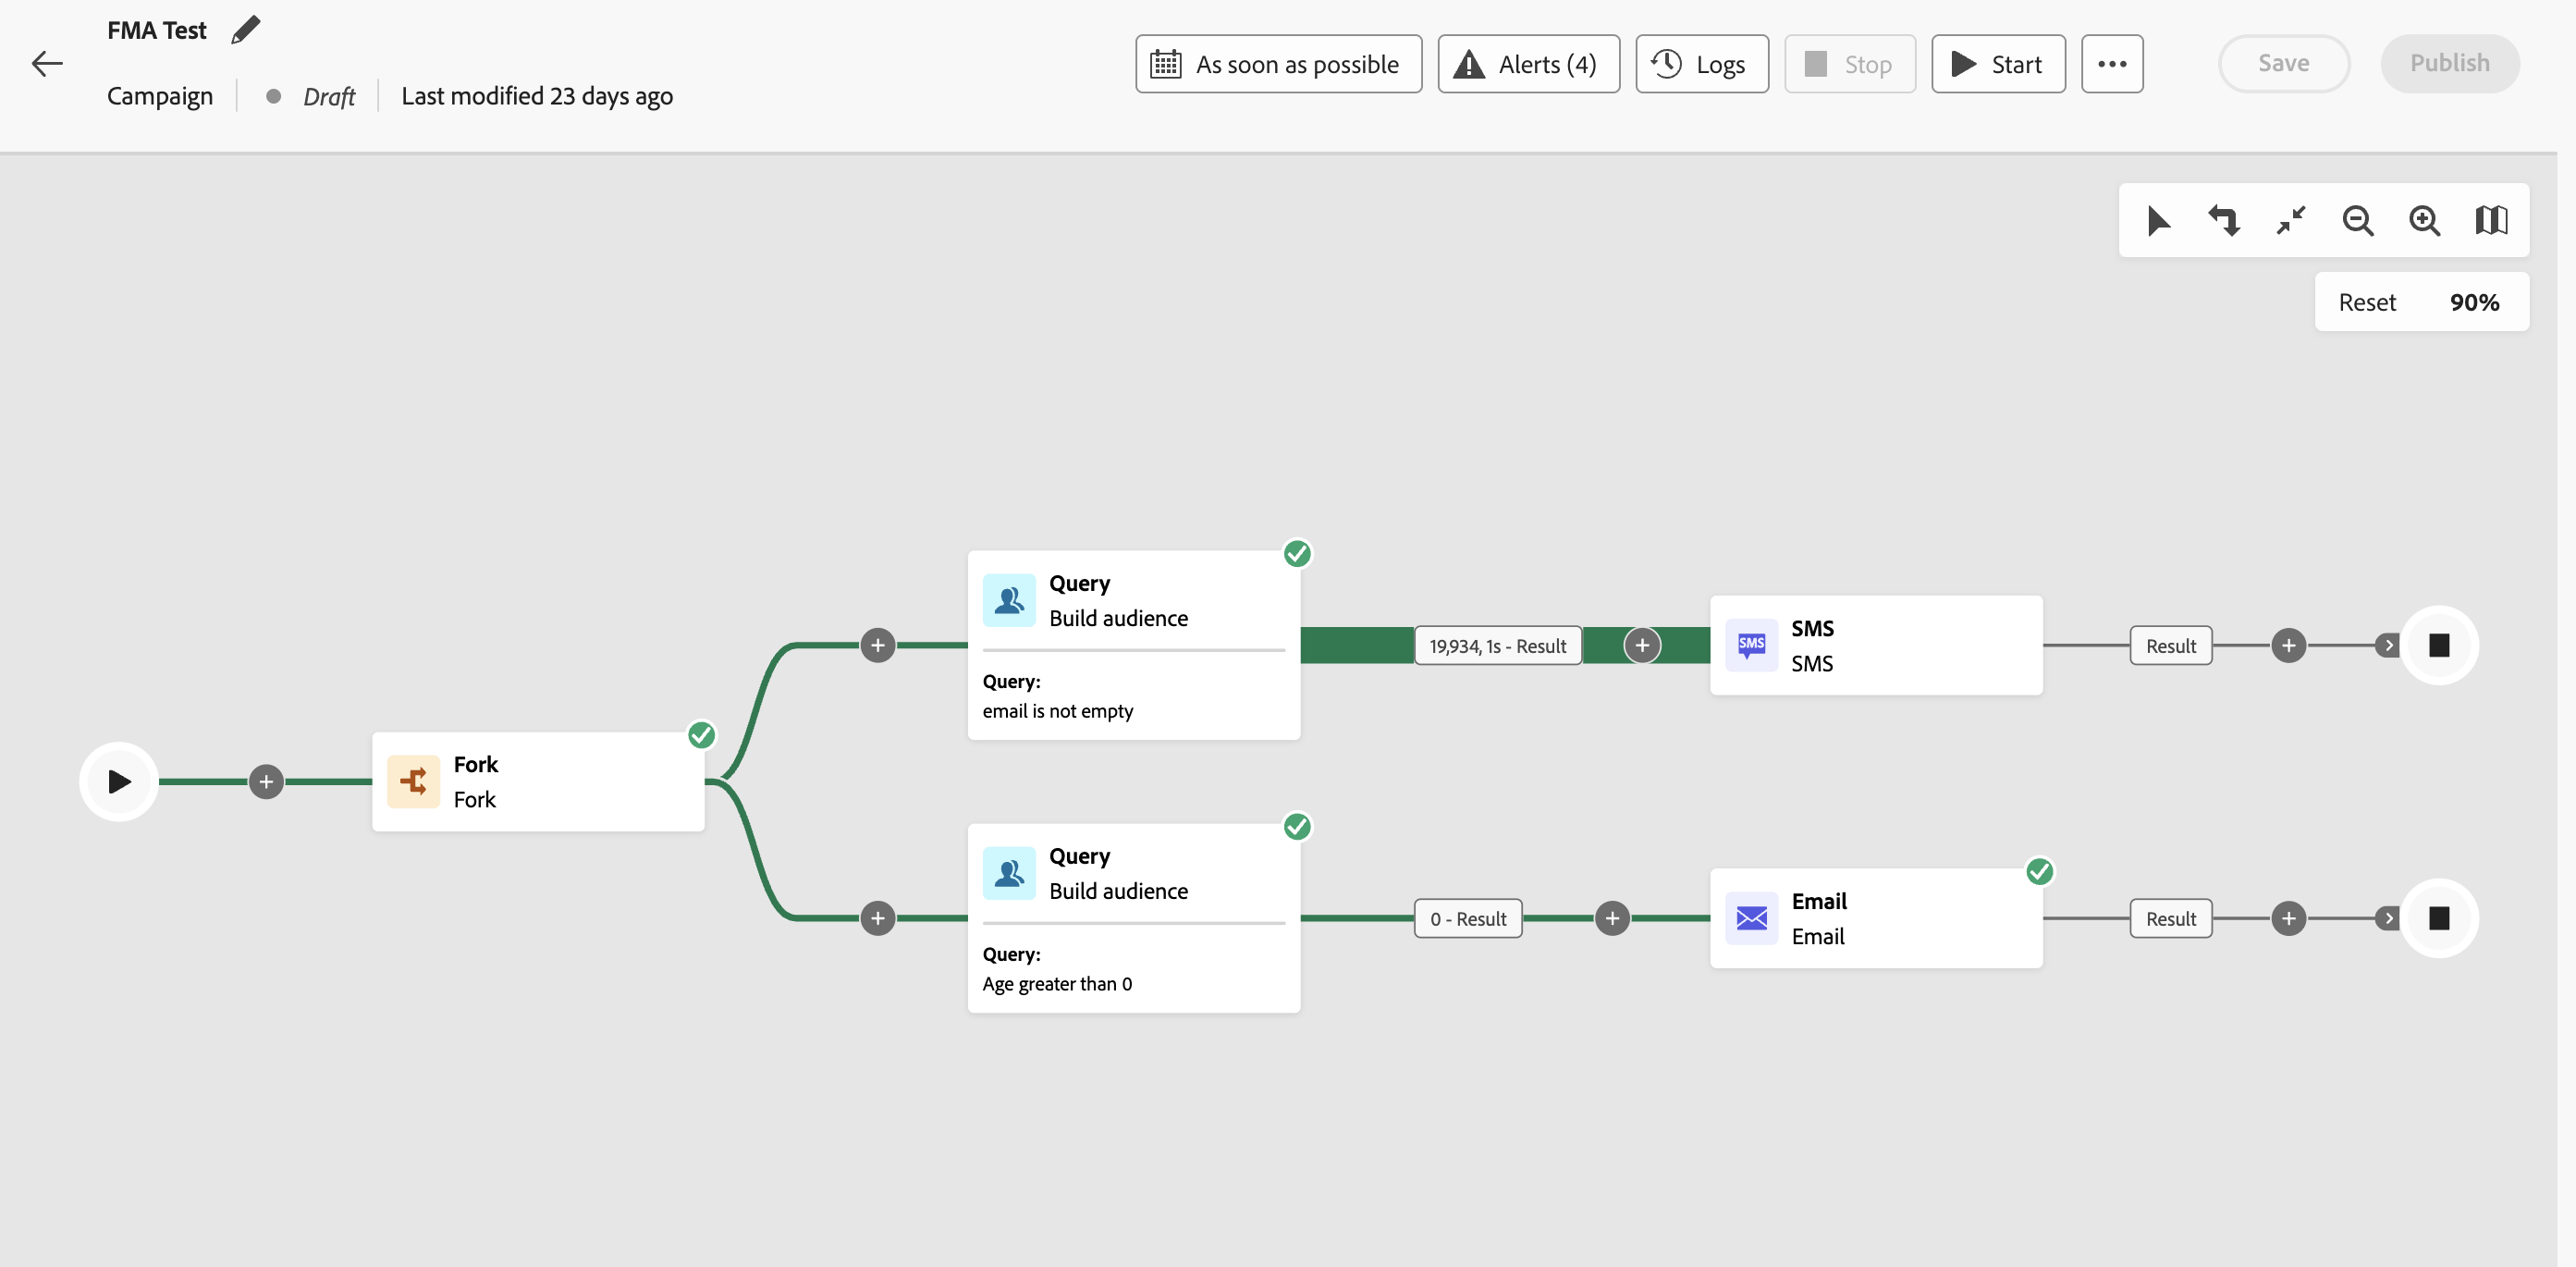 FMA Test
Campaign
Draft
Last modified 23 days ago
As soon as possible
Alerts (4)
Logs
Stop
Start
Save
Publish
Reset
90%
Query
Build audience
Query:
email is not empty
19,934, 1s - Result
SMS
SMS
SMS
Result
Fork
Fork
Query
Build audience
Query:
Age greater than 0
0 - Result
Email
Email
Result